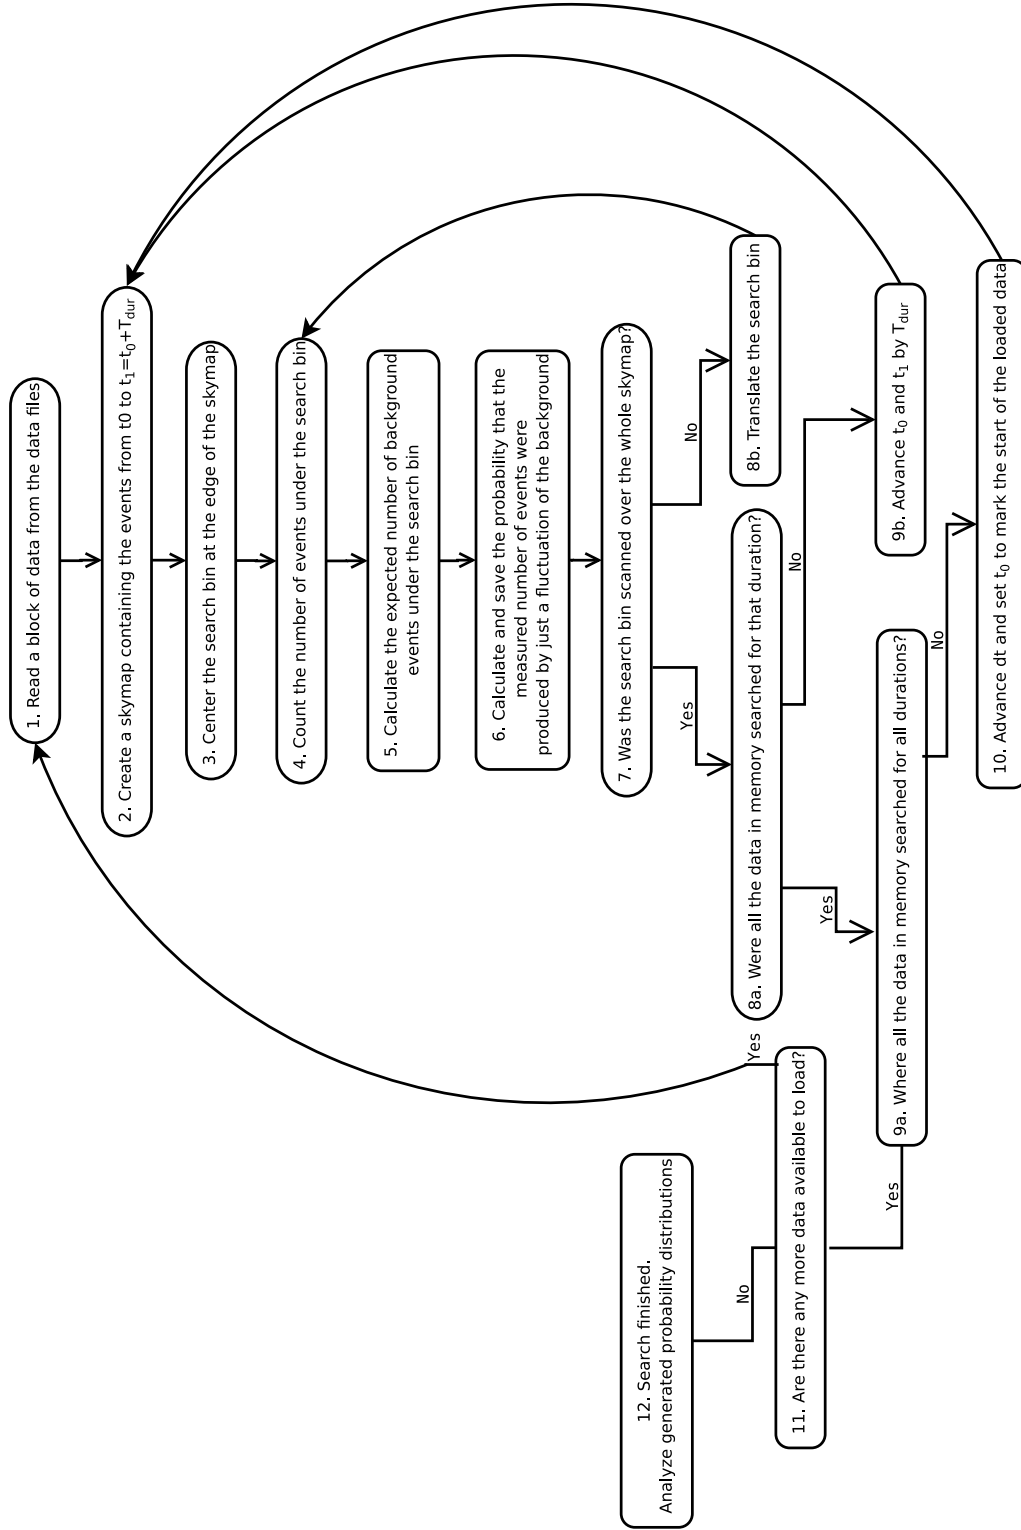 1. Read a block of data from the data files
2. Create a skymap containing the events from t0 to t₁=t₀+T_dur
3. Center the search bin at the edge of the skymap
4. Count the number of events under the search bin
5. Calculate the expected number of background
events under the search bin
6. Calculate and save the probability that the
measured number of events were
produced by just a fluctuation of the background
7. Was the search bin scanned over the whole skymap?
Yes
No
8a. Were all the data in memory searched for that duration?
8b. Translate the search bin
Yes
No
9a. Where all the data in memory searched for all durations?
9b. Advance t₀ and t₁ by T_dur
Yes
No
10. Advance dt and set t₀ to mark the start of the loaded data
11. Are there any more data available to load?
Yes
No
12. Search finished.
Analyze generated probability distributions